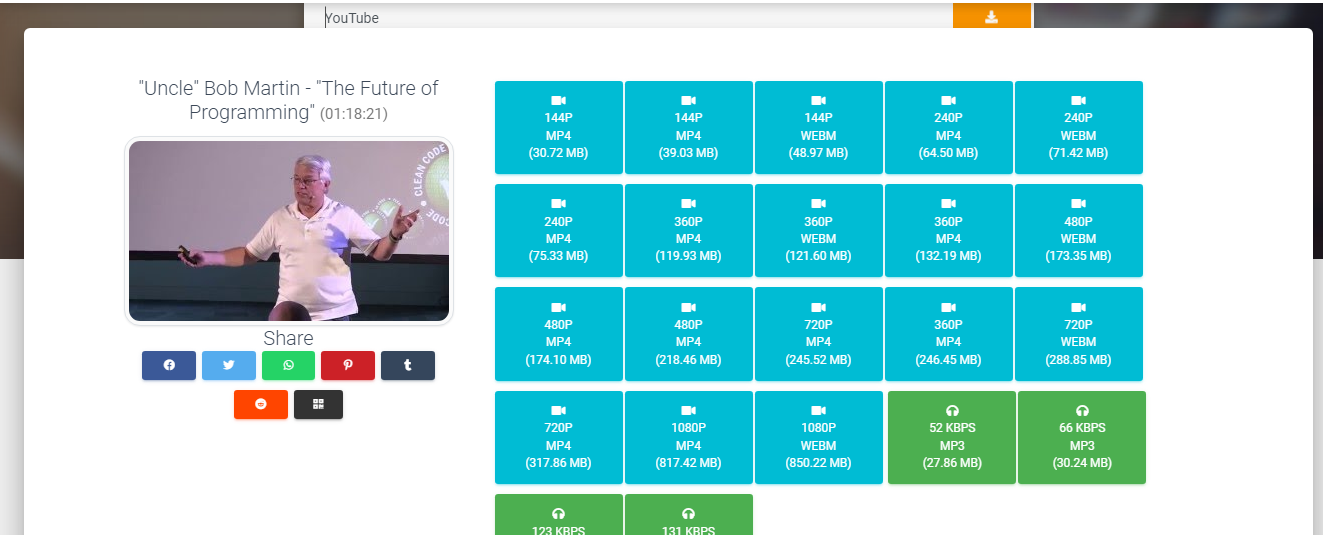 YouTube
"Uncle" Bob Martin - "The Future of
Programming" (01:18:21)
CLEAN CODE
CODE
Share
144P
MP4
(30.72 MB)
144P
MP4
(39.03 MB)
144P
WEBM
(48.97 MB)
240P
MP4
(64.50 MB)
240P
WEBM
(71.42 MB)
240P
MP4
(75.33 MB)
360P
MP4
(119.93 MB)
360P
WEBM
(121.60 MB)
360P
MP4
(132.19 MB)
480P
WEBM
(173.35 MB)
480P
MP4
(174.10 MB)
480P
MP4
(218.46 MB)
720P
MP4
(245.52 MB)
360P
MP4
(246.45 MB)
720P
WEBM
(288.85 MB)
720P
MP4
(317.86 MB)
1080P
MP4
(817.42 MB)
1080P
WEBM
(850.22 MB)
52 KBPS
MP3
(27.86 MB)
66 KBPS
MP3
(30.24 MB)
123 KBPS
131 KBPS